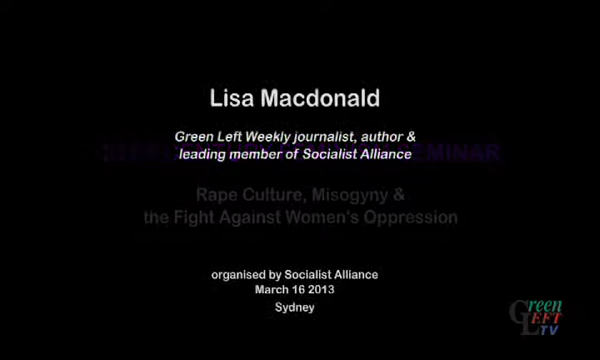 Lisa Macdonald
Green Left Weekly journalist, author &
leading member of Socialist Alliance
SEMINAR
Rape Culture, Misogyny &
the Fight Against Women's Oppression
organised by Socialist Alliance
March 16 2013
Sydney
Green
LEFT
TV